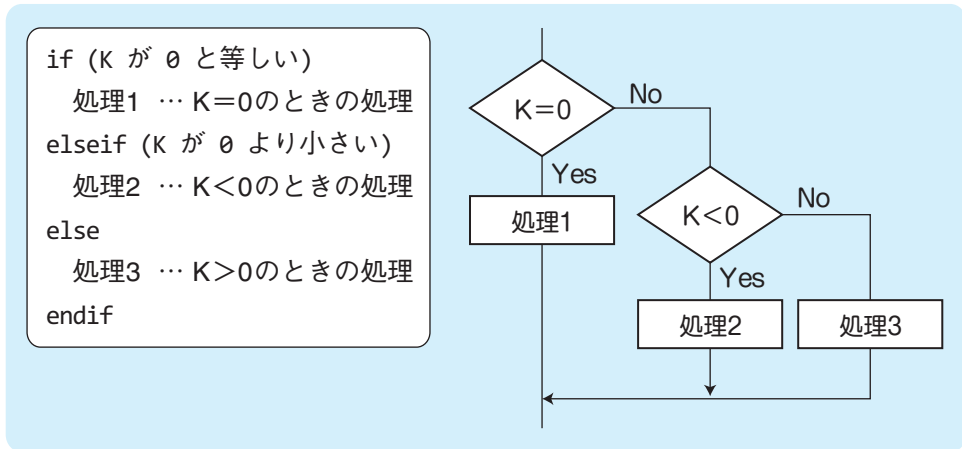 if (K が 0 と等しい)
処理1 … K＝0のときの処理
elseif (K が 0 より小さい)
処理2 … K＜0のときの処理
else
処理3 … K＞0のときの処理
endif
K＝0
No
Yes
処理1
K＜0
No
Yes
処理2
処理3